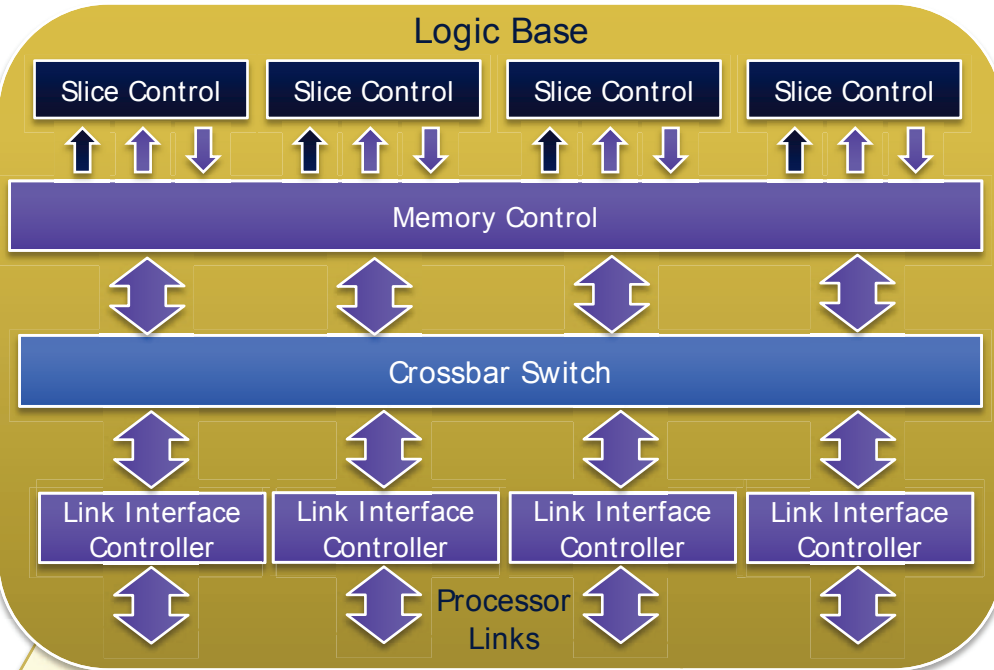 Logic Base
Slice Control
Slice Control
Slice Control
Slice Control
Memory Control
Crossbar Switch
Link Interface
Controller
Link Interface
Controller
Link Interface
Controller
Link Interface
Controller
Processor
Links